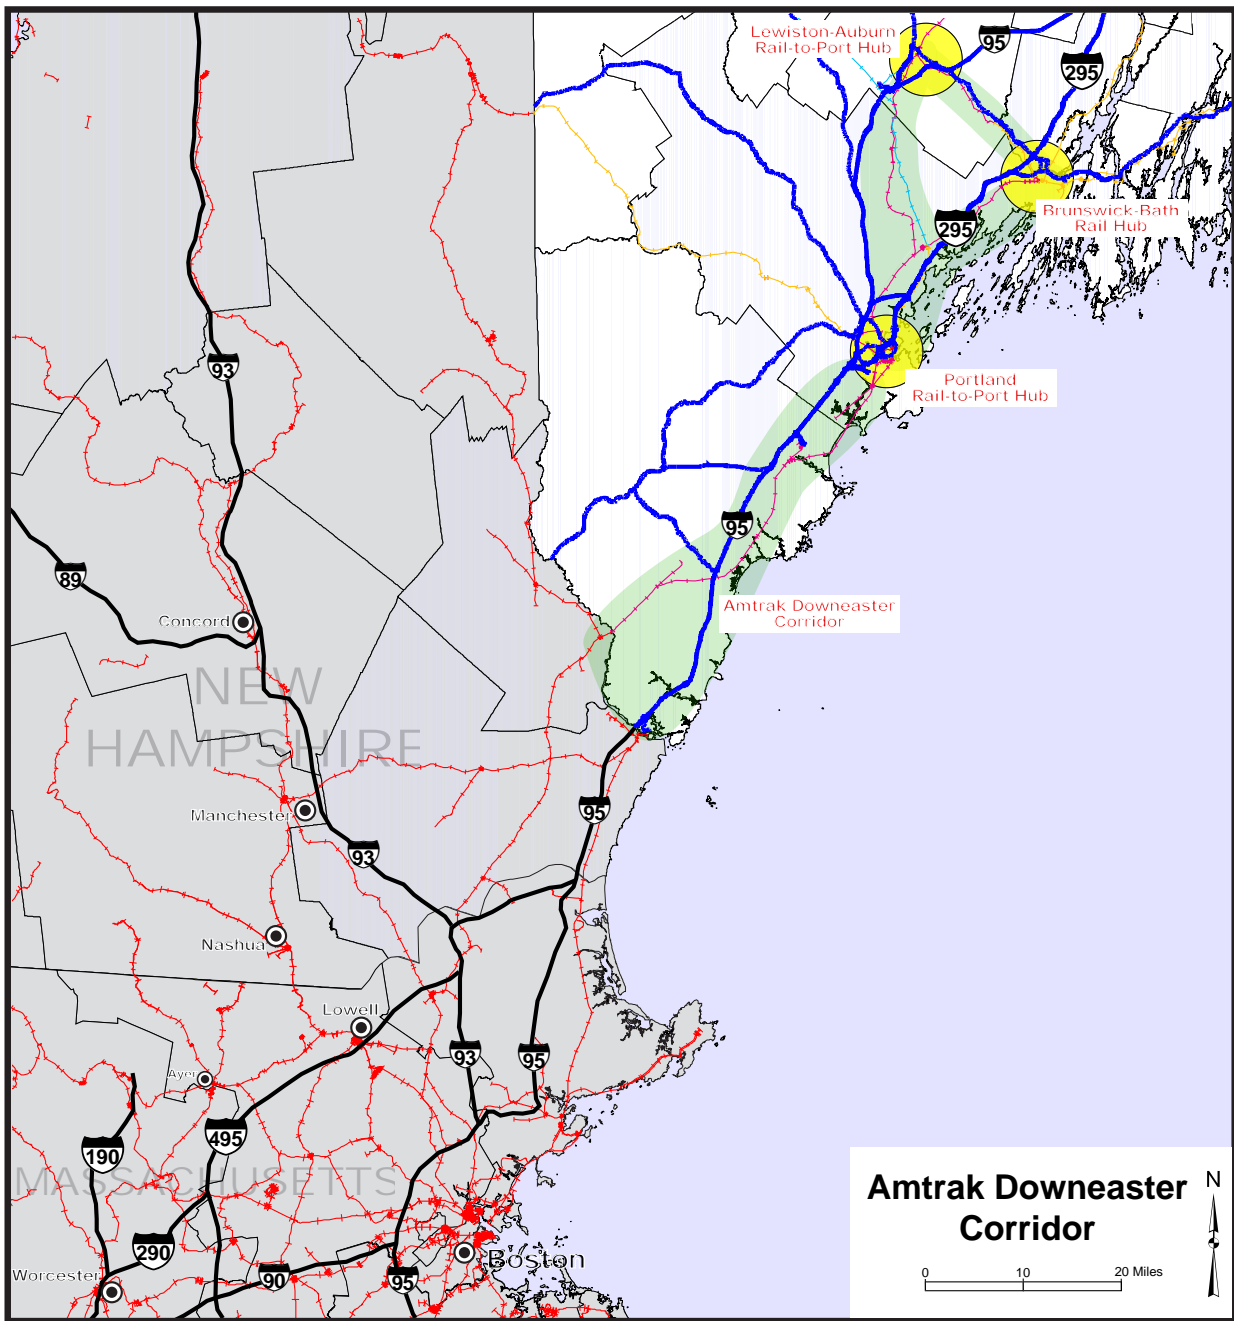 Lewiston-Auburn
Rail-to-Port Hub
95
295
Brunswick-Bath
Rail Hub
295
93
Portland
Rail-to-Port Hub
95
89
Amtrak Downeaster
Corridor
Concord
NEW
HAMPSHIRE
95
Manchester
93
Nashua
Lowell
93
95
Ayer
495
190
MASSACHUSETTS
Amtrak Downeaster
Corridor
N
290
Boston
Worcester
90
95
0
10
20 Miles